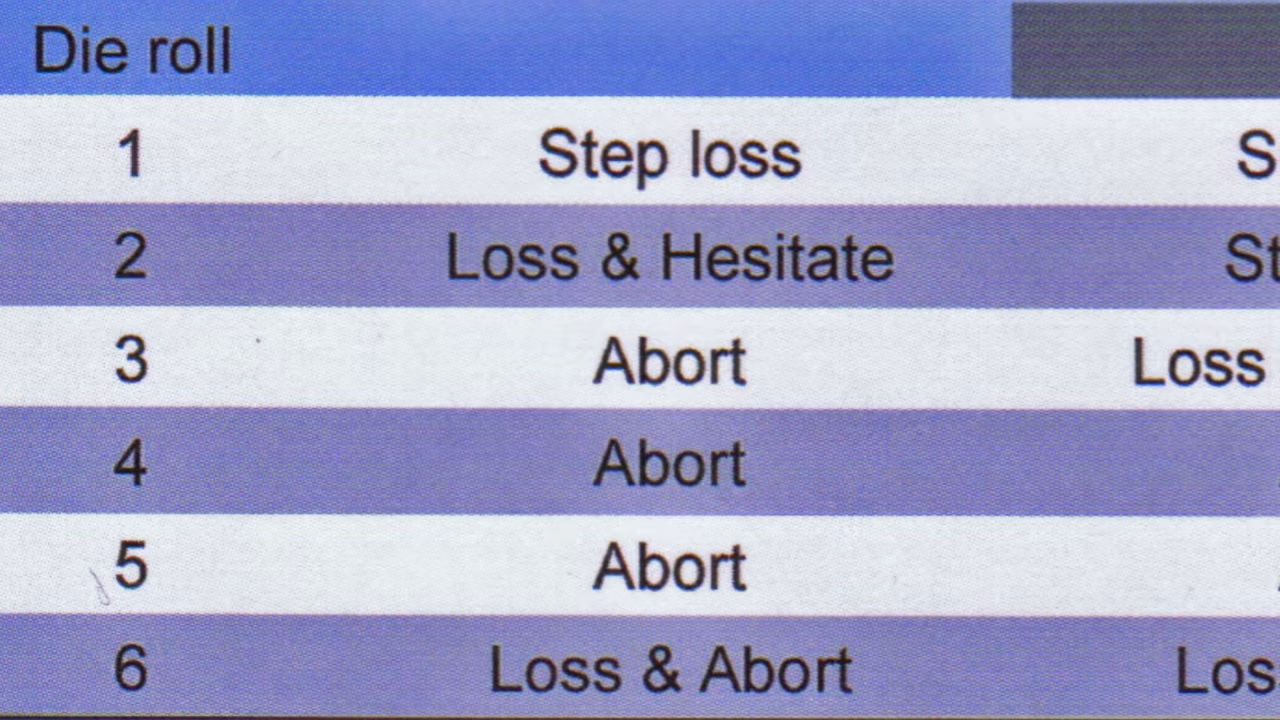 Die roll
1 Step loss
2 Loss & Hesitate
3 Abort Loss
4 Abort
5 Abort
6 Loss & Abort